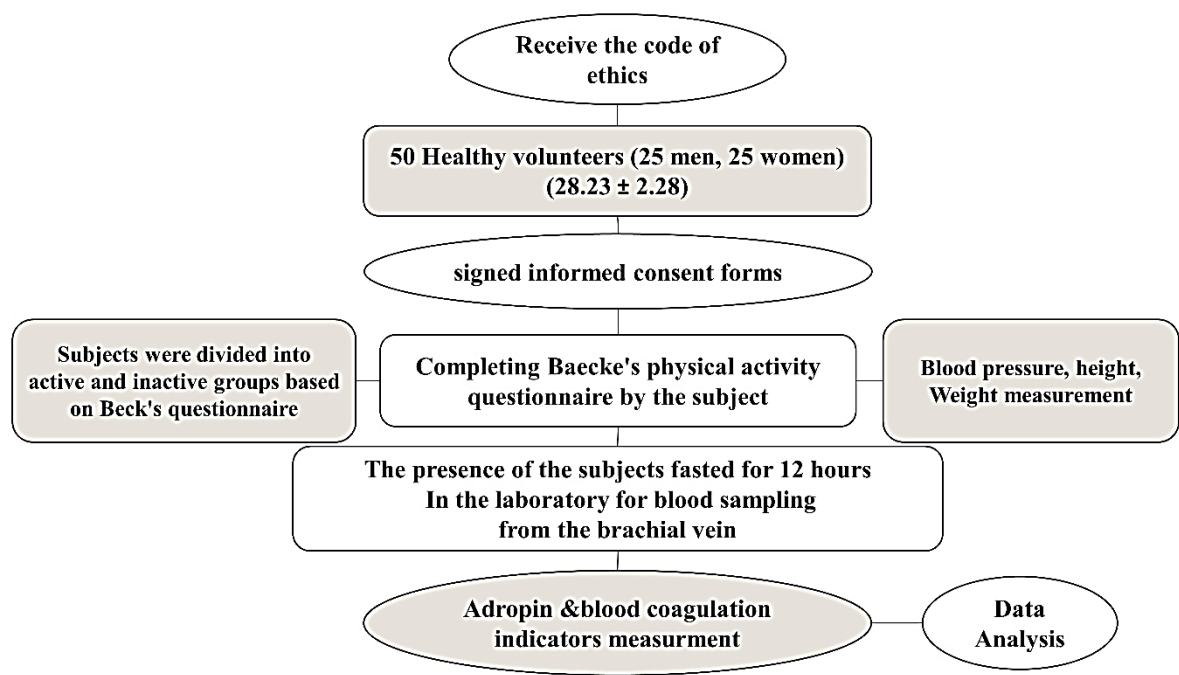 Receive the code of
ethics
50 Healthy volunteers (25 men, 25 women)
(28.23 ± 2.28)
signed informed consent forms
Subjects were divided into
active and inactive groups based
on Beck's questionnaire
Completing Baecke's physical activity
questionnaire by the subject
Blood pressure, height,
Weight measurement
The presence of the subjects fasted for 12 hours
In the laboratory for blood sampling
from the brachial vein
Adropin &blood coagulation
indicators measurment
Data
Analysis